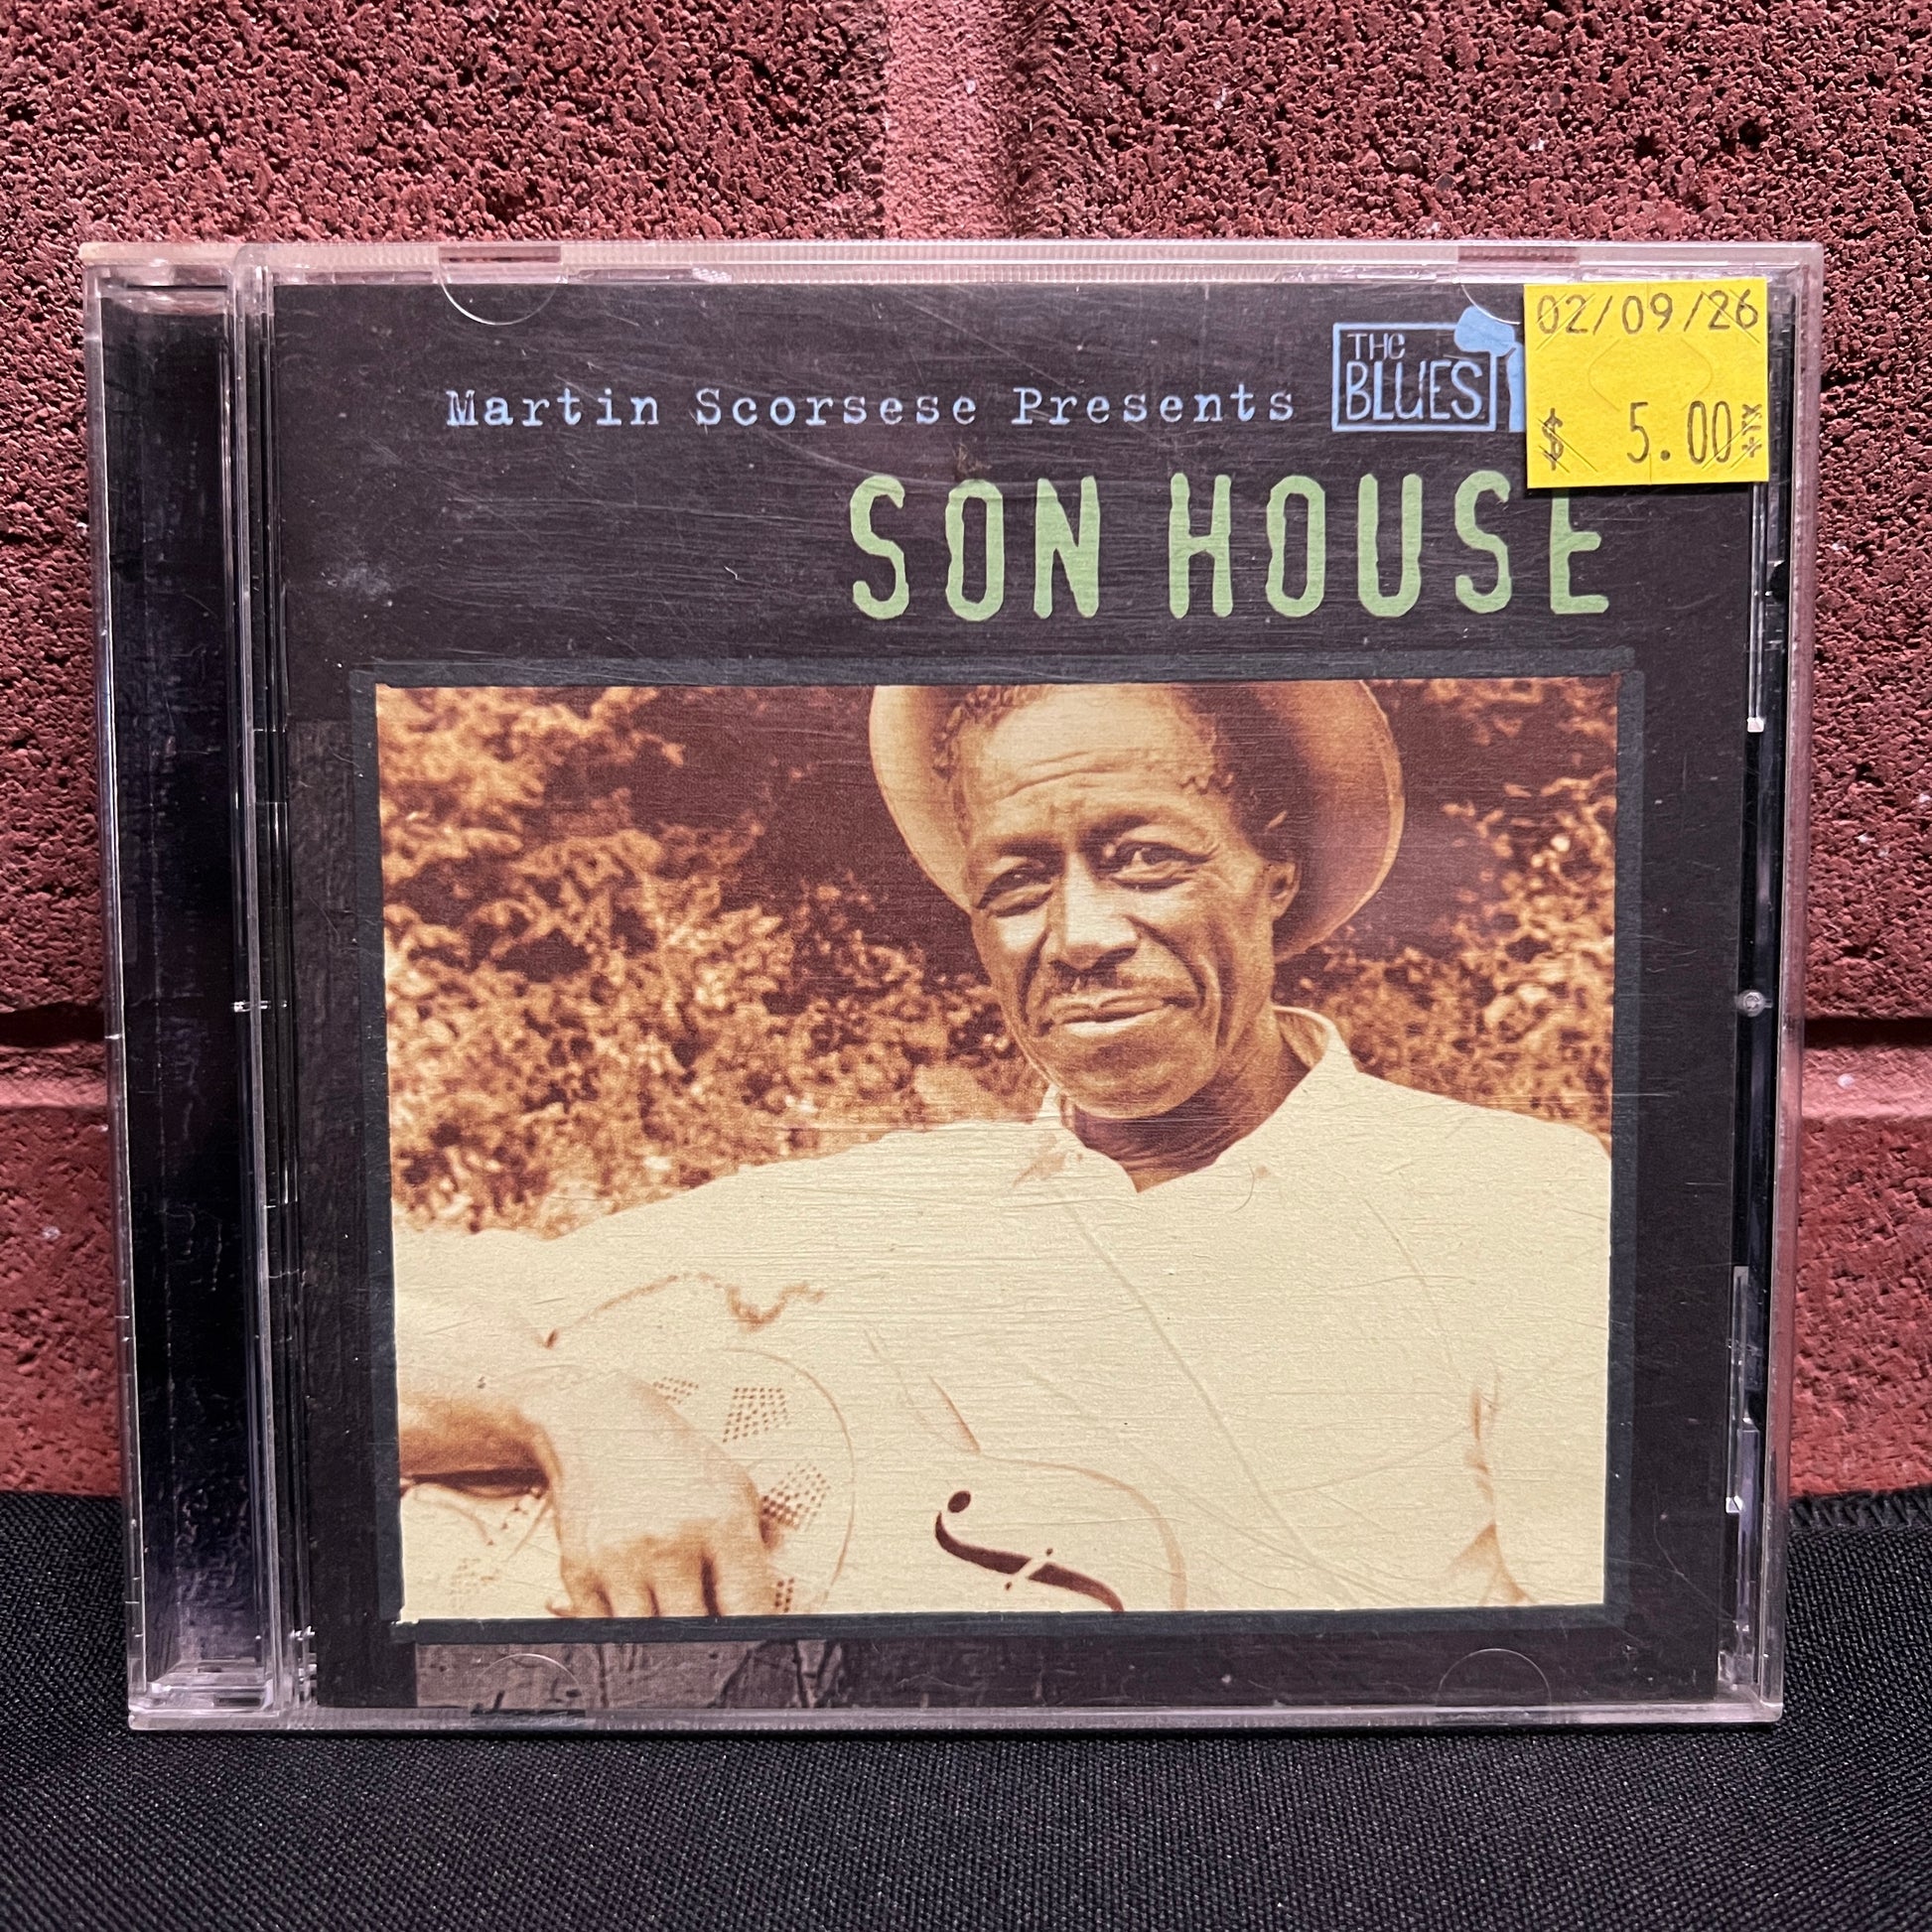 02/09/26
$ 5.00
THE
BLUES
Martin Scorsese Presents
SON HOUSE